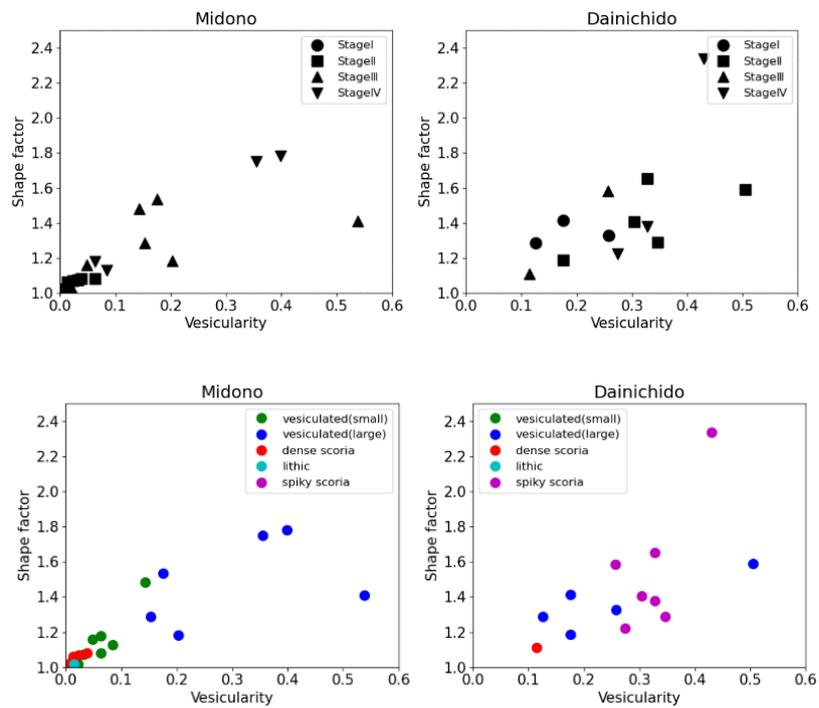 Midono
Shape factor
2.4
2.2
2.0
1.8
1.6
1.4
1.2
1.0
StageⅠ
StageⅡ
StageⅢ
StageⅣ
0.0 0.1 0.2 0.3 0.4 0.5 0.6
Vesicularity
Dainichido
Shape factor
2.4
2.2
2.0
1.8
1.6
1.4
1.2
1.0
StageⅠ
StageⅡ
StageⅢ
StageⅣ
0.0 0.1 0.2 0.3 0.4 0.5 0.6
Vesicularity
Midono
Shape factor
2.4
2.2
2.0
1.8
1.6
1.4
1.2
1.0
vesiculated(small)
vesiculated(large)
dense scoria
lithic
spiky scoria
0.0 0.1 0.2 0.3 0.4 0.5 0.6
Vesicularity
Dainichido
Shape factor
2.4
2.2
2.0
1.8
1.6
1.4
1.2
1.0
vesiculated(small)
vesiculated(large)
dense scoria
lithic
spiky scoria
0.0 0.1 0.2 0.3 0.4 0.5 0.6
Vesicularity